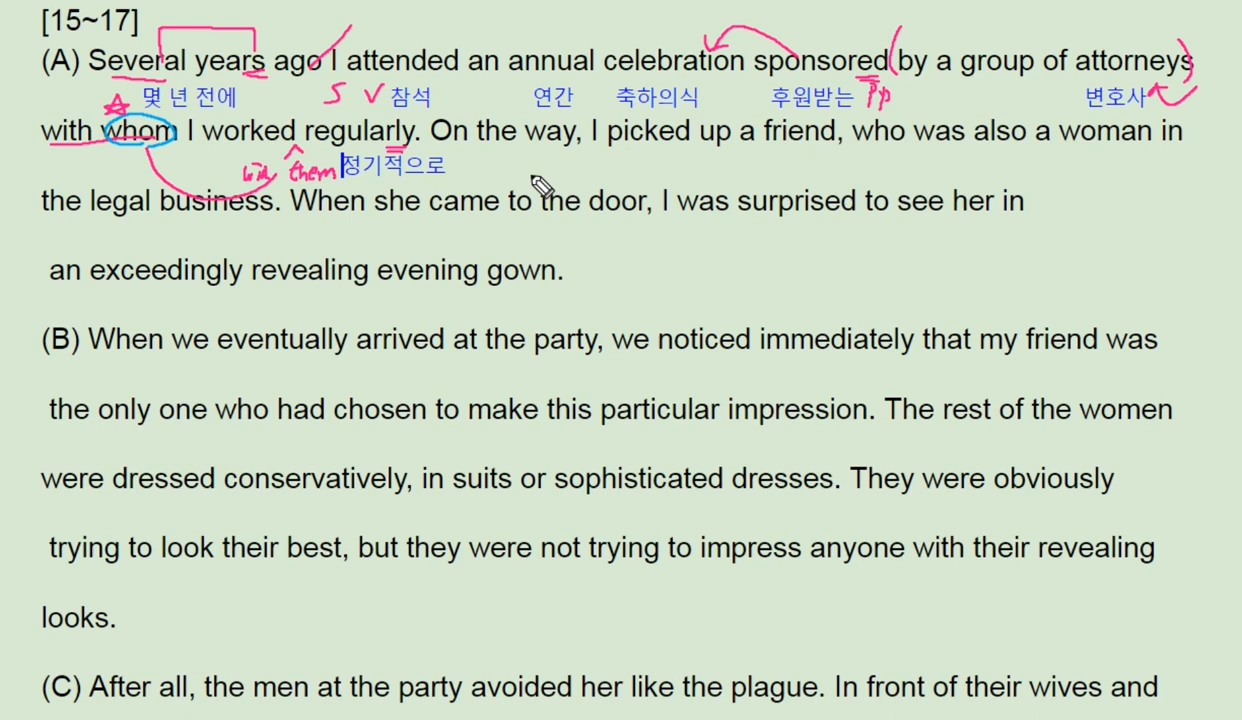 [15~17]
(A) Several years ago I attended an annual celebration sponsored by a group of attorneys
몇 년 전에 S V 참석 연간 축하의식 후원받는 pp 변호사
with whom I worked regularly. On the way, I picked up a friend, who was also a woman in
with them 정기적으로
the legal business. When she came to the door, I was surprised to see her in
an exceedingly revealing evening gown.
(B) When we eventually arrived at the party, we noticed immediately that my friend was
the only one who had chosen to make this particular impression. The rest of the women
were dressed conservatively, in suits or sophisticated dresses. They were obviously
trying to look their best, but they were not trying to impress anyone with their revealing
looks.
(C) After all, the men at the party avoided her like the plague. In front of their wives and